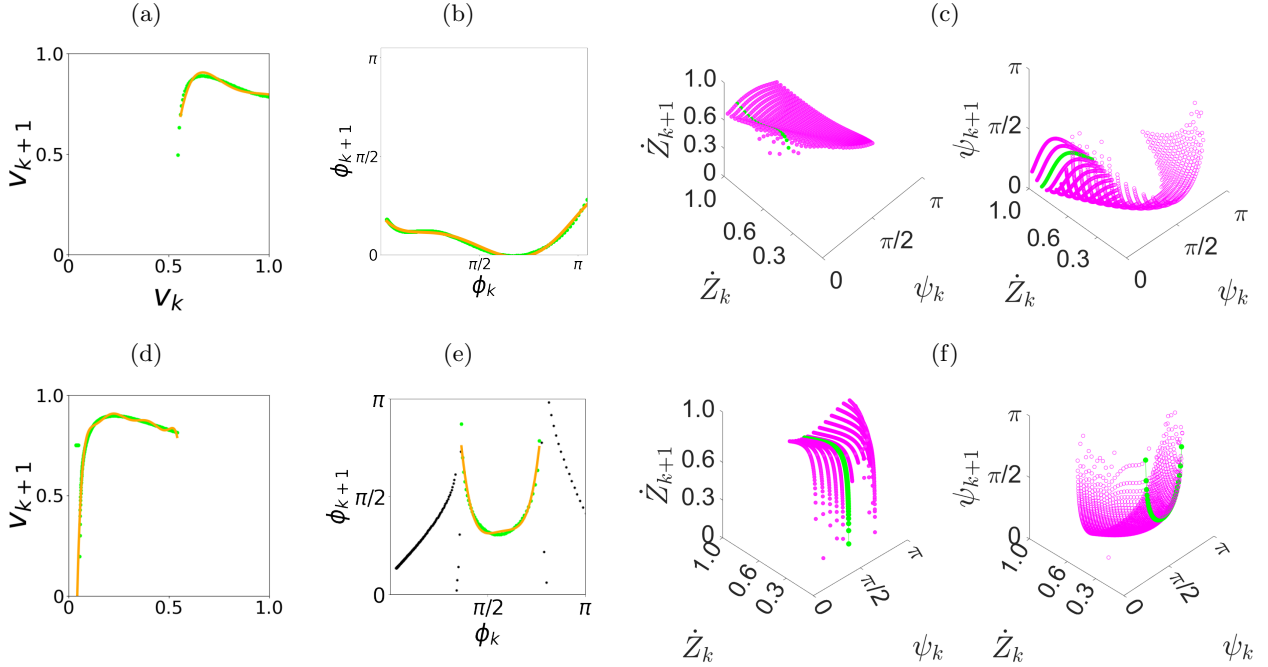 (a)
(b)
(c)
1.0
0.5
0
0
0.5
1.0
v_{k+1}
v_k
π
π/2
0
π/2
π
ϕ_{k+1}
ϕ_k
1.0
0.6
0.3
0
1.0
0.6
0.3
0
π/2
π
Ż_{k+1}
Ż_k
ψ_k
π
π/2
0
1.0
0.6
0.3
0
π/2
π
ψ_{k+1}
Ż_k
ψ_k
(d)
(e)
(f)
1.0
0.5
0
0
0.5
1.0
v_{k+1}
v_k
π
π/2
0
π/2
π
ϕ_{k+1}
ϕ_k
1.0
0.6
0.3
0
1.0
0.6
0.3
0
π/2
π
Ż_{k+1}
Ż_k
ψ_k
π
π/2
0
1.0
0.6
0.3
0
π/2
π
ψ_{k+1}
Ż_k
ψ_k